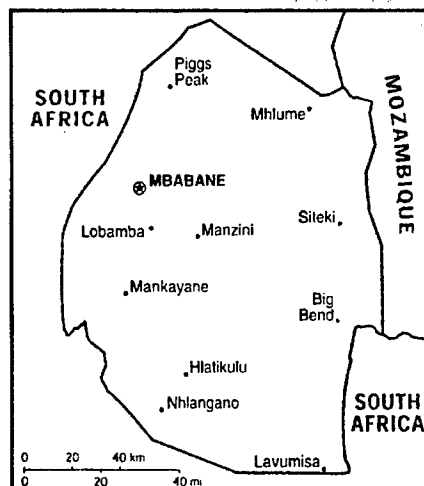 Piggs
Peak
SOUTH
AFRICA
Mhlume
MOZAMBIQUE
MBABANE
Siteki
Lobamba
Manzini
Mankayane
Big
Bend
Hlatikulu
Nhlangano
SOUTH
AFRICA
Lavumisa
0 20 40 km
0 20 40 mi